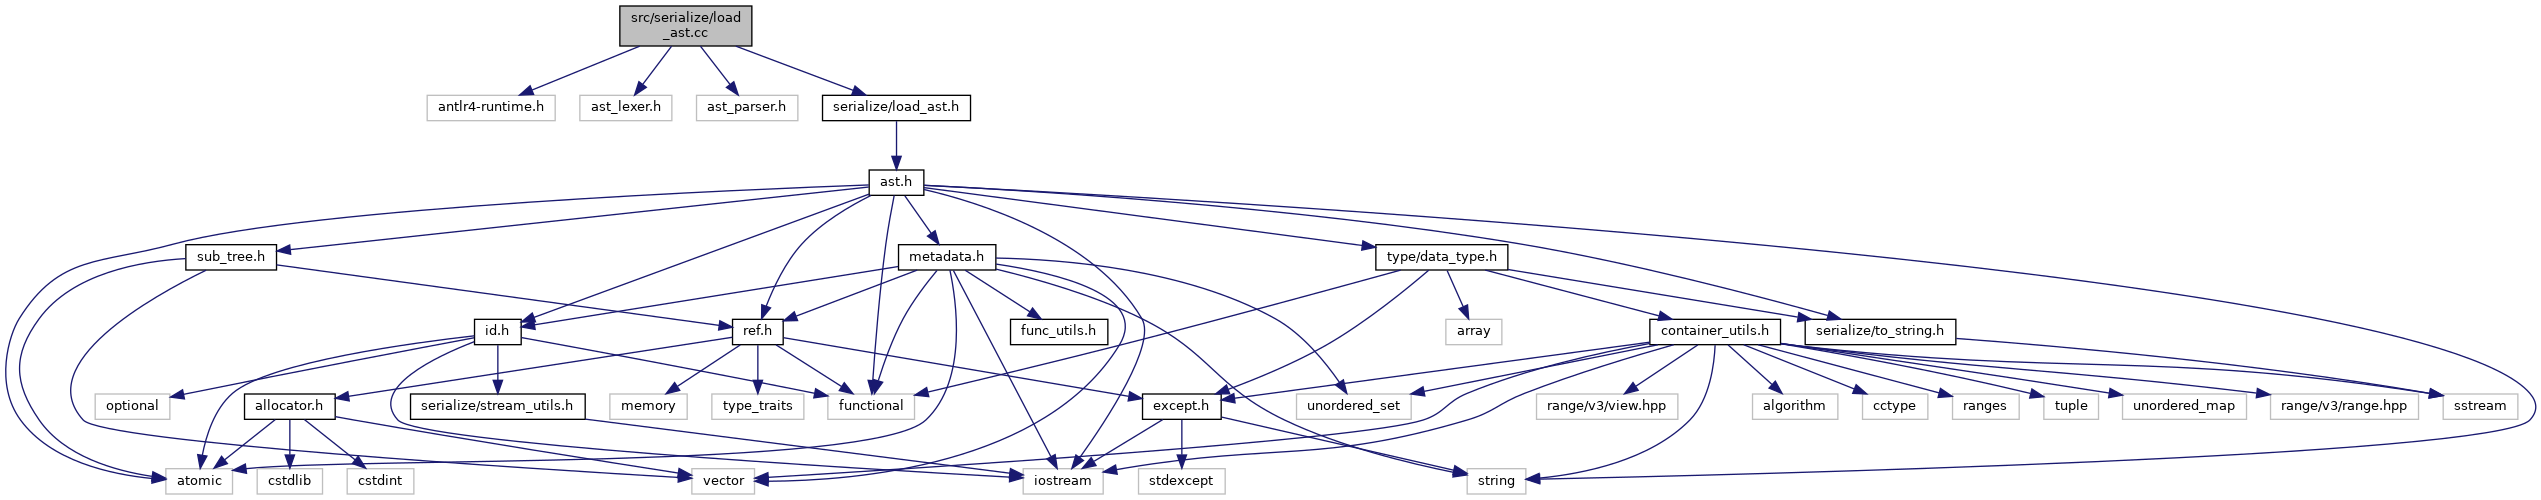 src/serialize/load
_ast.cc
antlr4-runtime.h
ast_lexer.h
ast_parser.h
serialize/load_ast.h
ast.h
sub_tree.h
metadata.h
type/data_type.h
id.h
ref.h
func_utils.h
array
container_utils.h
serialize/to_string.h
optional
allocator.h
serialize/stream_utils.h
memory
type_traits
functional
except.h
unordered_set
range/v3/view.hpp
algorithm
cctype
ranges
tuple
unordered_map
range/v3/range.hpp
sstream
atomic
cstdlib
cstdint
vector
iostream
stdexcept
string